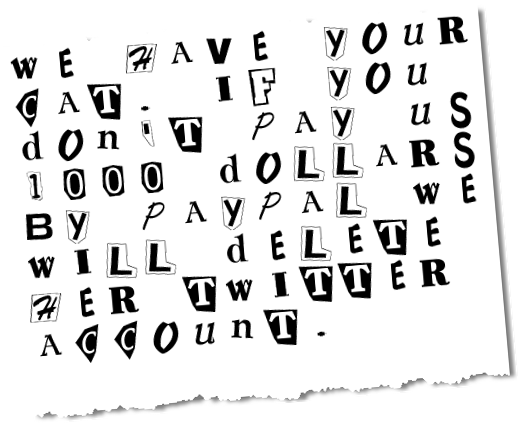 we HAVE YOUR
CAT. IF YOU
dOn'T PAY uS
1000 dOLLARS
BY PAYPAL wE
wILL dELETE
HER TwITTER
ACCOunT.